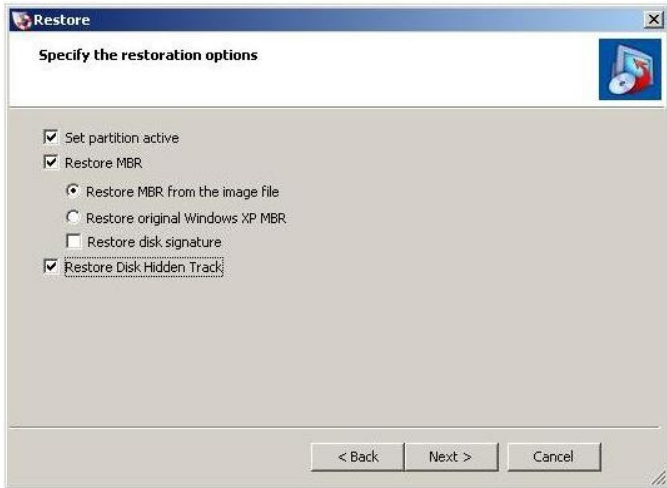 Restore
Specify the restoration options
Set partition active
Restore MBR
Restore MBR from the image file
Restore original Windows XP MBR
Restore disk signature
Restore Disk Hidden Track
< Back Next > Cancel